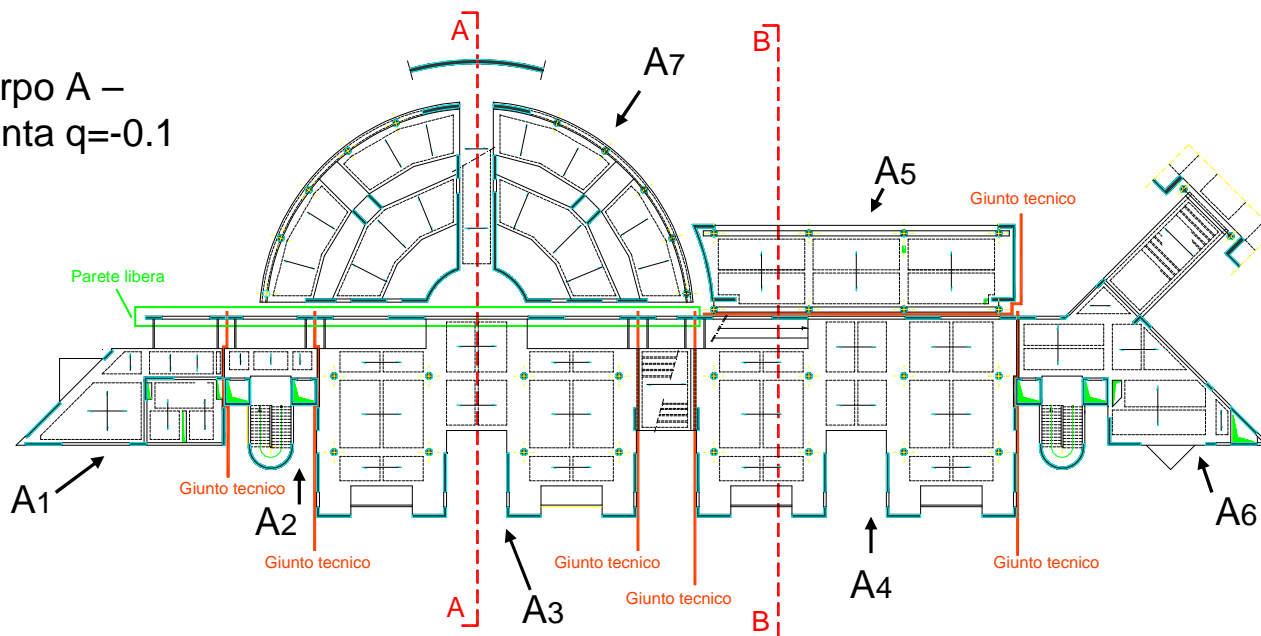 A
B
A7
rpo A –
nta q=-0.1
A5
Giunto tecnico
Parete libera
Giunto tecnico
A1
A2
A6
Giunto tecnico
Giunto tecnico
Giunto tecnico
Giunto tecnico
A4
A3
A
B